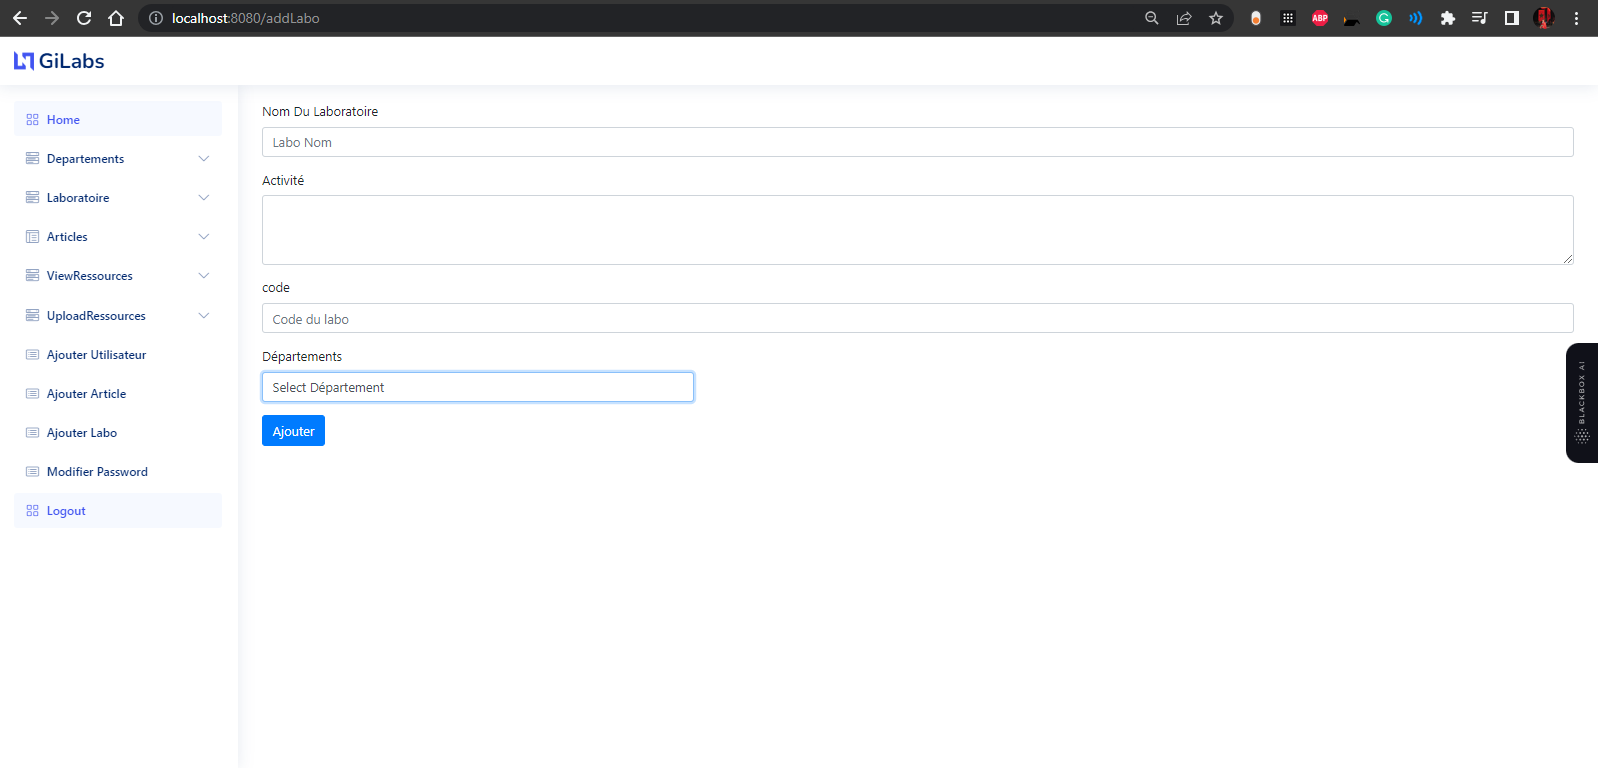 localhost:8080/addLabo
ABP
GiLabs
Home
Departements
Laboratoire
Articles
ViewRessources
UploadRessources
Ajouter Utilisateur
Ajouter Article
Ajouter Labo
Modifier Password
Logout
Nom Du Laboratoire
Labo Nom
Activité
code
Code du labo
Départements
Select Département
Ajouter
BLACKBOX AI